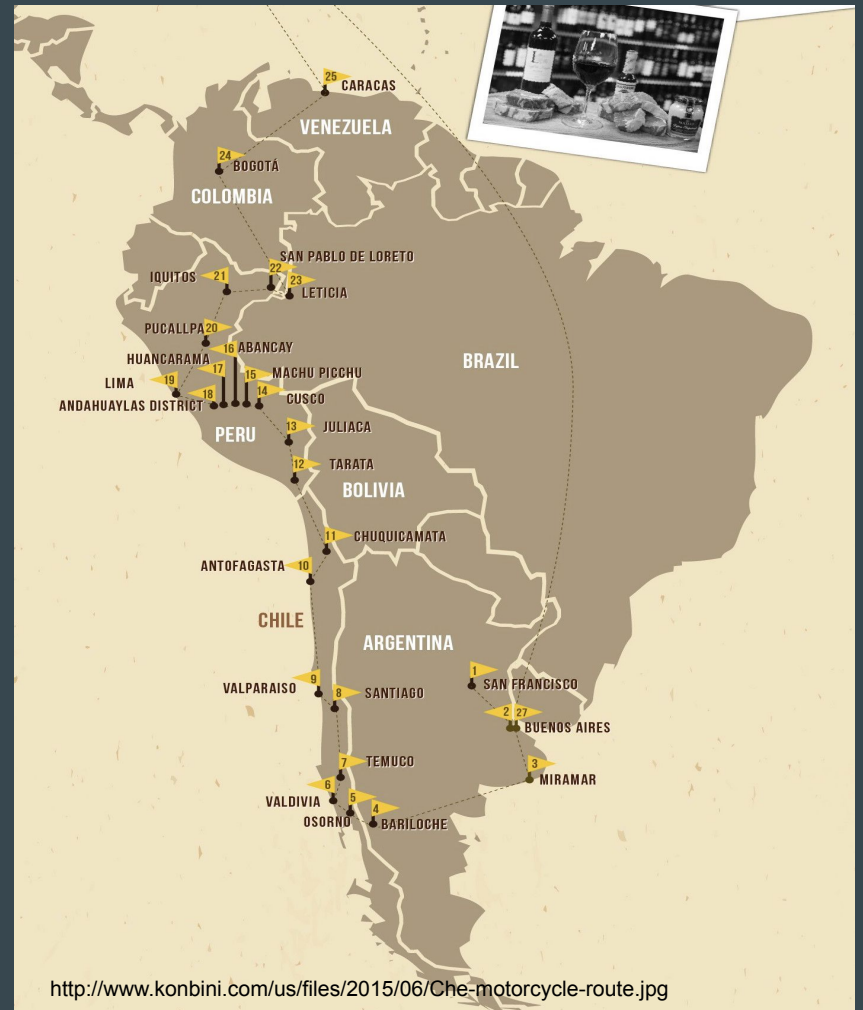 25
CARACAS
VENEZUELA
24
BOGOTÁ
COLOMBIA
SAN PABLO DE LORETO
22
IQUITOS
21
23
LETICIA
PUCALLPA
20
16
ABANCAY
HUANCARAMA
17
15
MACHU PICCHU
BRAZIL
LIMA
19
14
CUSCO
18
ANDAHUAYLAS DISTRICT
13
JULIACA
PERU
12
TARATA
BOLIVIA
11
CHUQUICAMATA
ANTOFAGASTA
10
CHILE
ARGENTINA
1
SAN FRANCISCO
VALPARAISO
9
8
SANTIAGO
2
27
BUENOS AIRES
7
TEMUCO
3
MIRAMAR
6
VALDIVIA
5
OSORNO
4
BARILOCHE
http://www.konbini.com/us/files/2015/06/Che-motorcycle-route.jpg